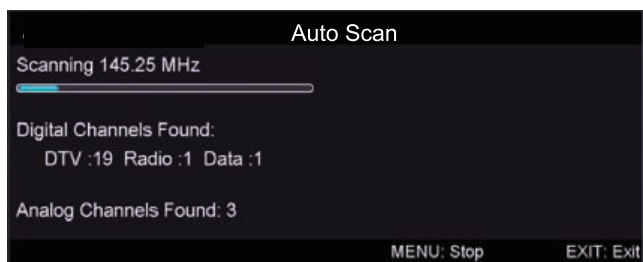 Auto Scan
Scanning 145.25 MHz
Digital Channels Found:
DTV :19 Radio :1 Data :1
Analog Channels Found: 3
MENU: Stop EXIT: Exit